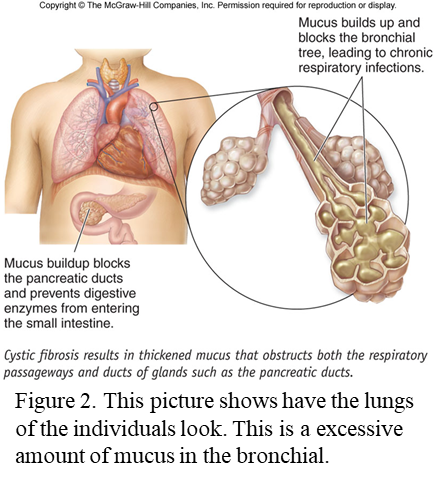 Copyright © The McGraw-Hill Companies, Inc. Permission required for reproduction or display.
Mucus builds up and
blocks the bronchial
tree, leading to chronic
respiratory infections.
Mucus buildup blocks
the pancreatic ducts
and prevents digestive
enzymes from entering
the small intestine.
Cystic fibrosis results in thickened mucus that obstructs both the respiratory
passageways and ducts of glands such as the pancreatic ducts.
Figure 2. This picture shows have the lungs
of the individuals look. This is a excessive
amount of mucus in the bronchial.